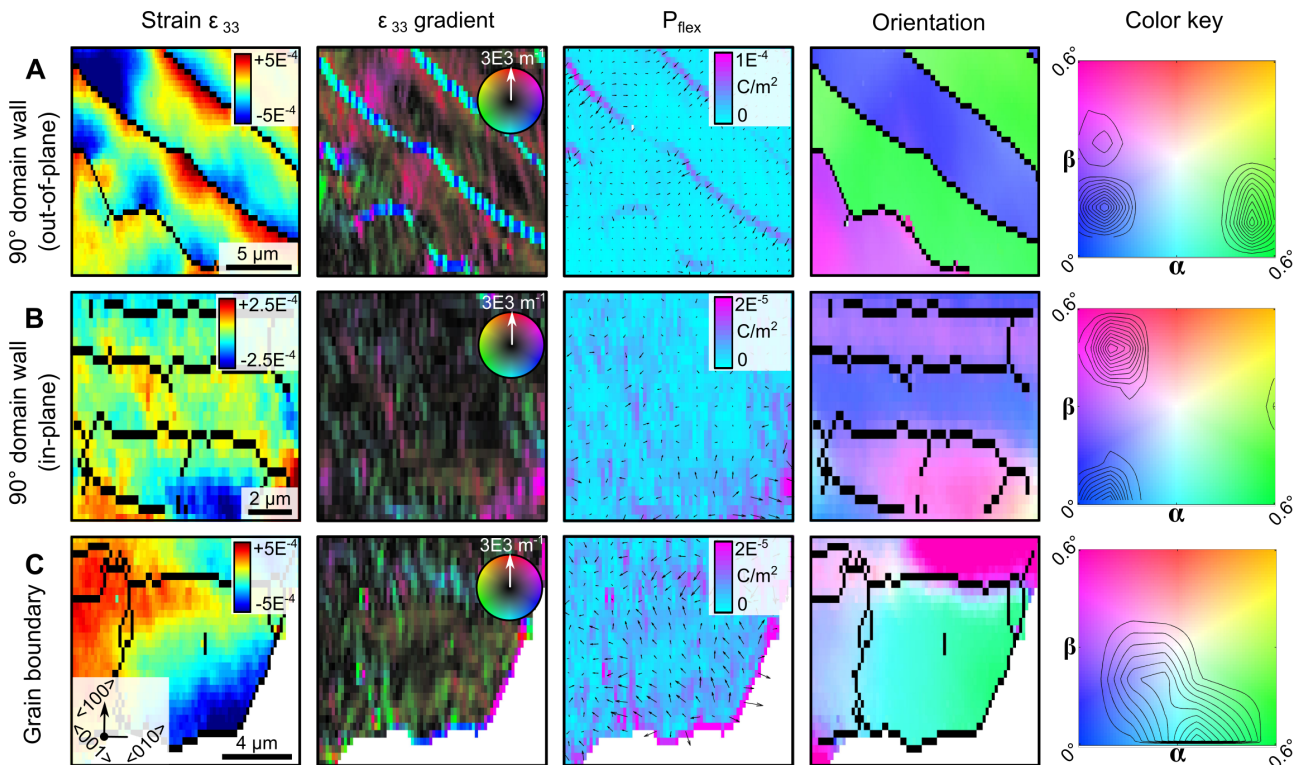 Strain ε₃₃
ε₃₃ gradient
P_flex
Orientation
Color key
A
90° domain wall
(out-of-plane)
+5E⁻⁴
-5E⁻⁴
5 µm
3E3 m⁻¹
1E⁻⁴
C/m²
0
0.6°
β
0°
α
0.6°
B
90° domain wall
(in-plane)
+2.5E⁻⁴
-2.5E⁻⁴
2 µm
3E3 m⁻¹
2E⁻⁵
C/m²
0
0.6°
β
0°
α
0.6°
C
Grain boundary
+5E⁻⁴
-5E⁻⁴
<100>
<001>
<010>
4 µm
3E3 m⁻¹
2E⁻⁵
C/m²
0
0.6°
β
0°
α
0.6°